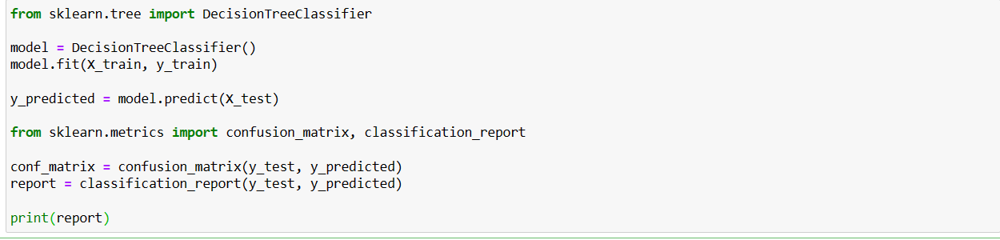 from sklearn.tree import DecisionTreeClassifier
model = DecisionTreeClassifier()
model.fit(X_train, y_train)
y_predicted = model.predict(X_test)
from sklearn.metrics import confusion_matrix, classification_report
conf_matrix = confusion_matrix(y_test, y_predicted)
report = classification_report(y_test, y_predicted)
print(report)